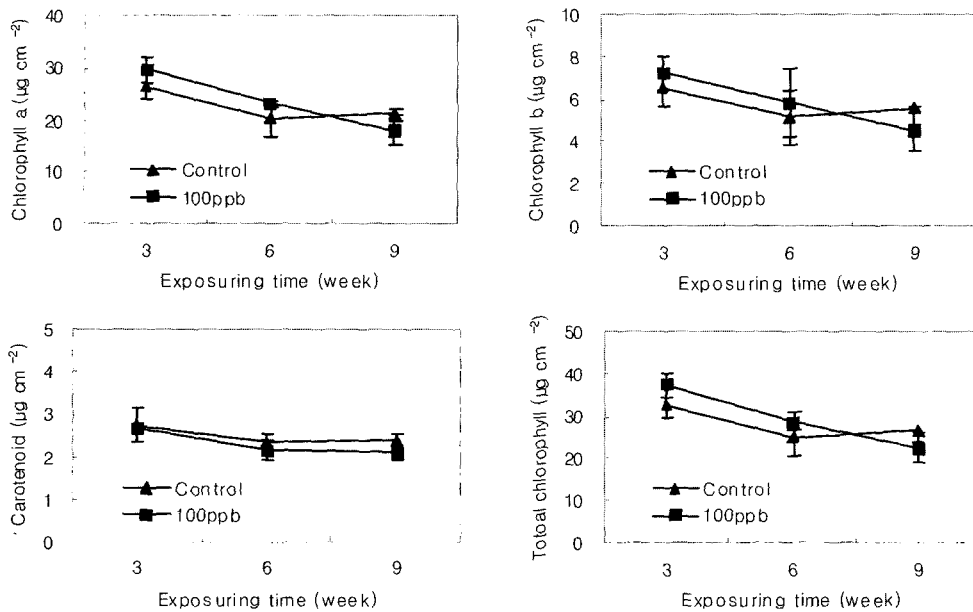 Chlorophyll a (µg cm⁻²)
40
30
20
10
0
Control
100ppb
3 6 9
Exposuring time (week)
Chlorophyll b (µg cm⁻²)
10
8
6
4
2
0
Control
100ppb
3 6 9
Exposuring time (week)
Carotenoid (µg cm⁻²)
5
4
3
2
1
0
Control
100ppb
3 6 9
Exposuring time (week)
Totoal chlorophyll (µg cm⁻²)
50
40
30
20
10
0
Control
100ppb
3 6 9
Exposuring time (week)